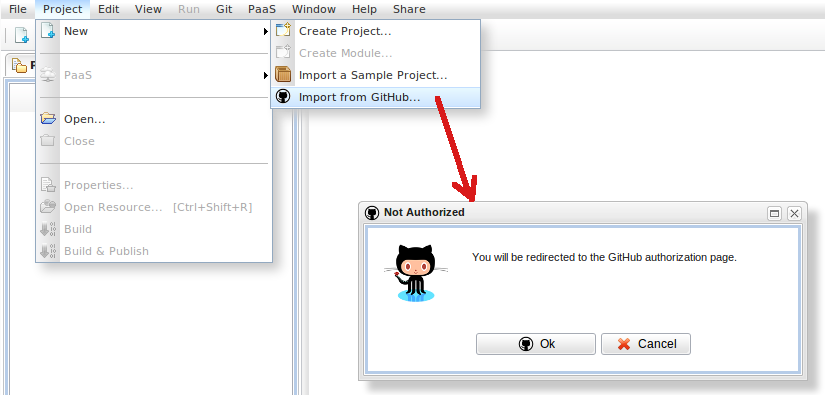 File Project Edit View Run Git PaaS Window Help Share
New
PaaS
Open...
Close
Properties...
Open Resource... [Ctrl+Shift+R]
Build
Build & Publish
Create Project...
Create Module...
Import a Sample Project...
Import from GitHub...
Not Authorized
You will be redirected to the GitHub authorization page.
Ok Cancel